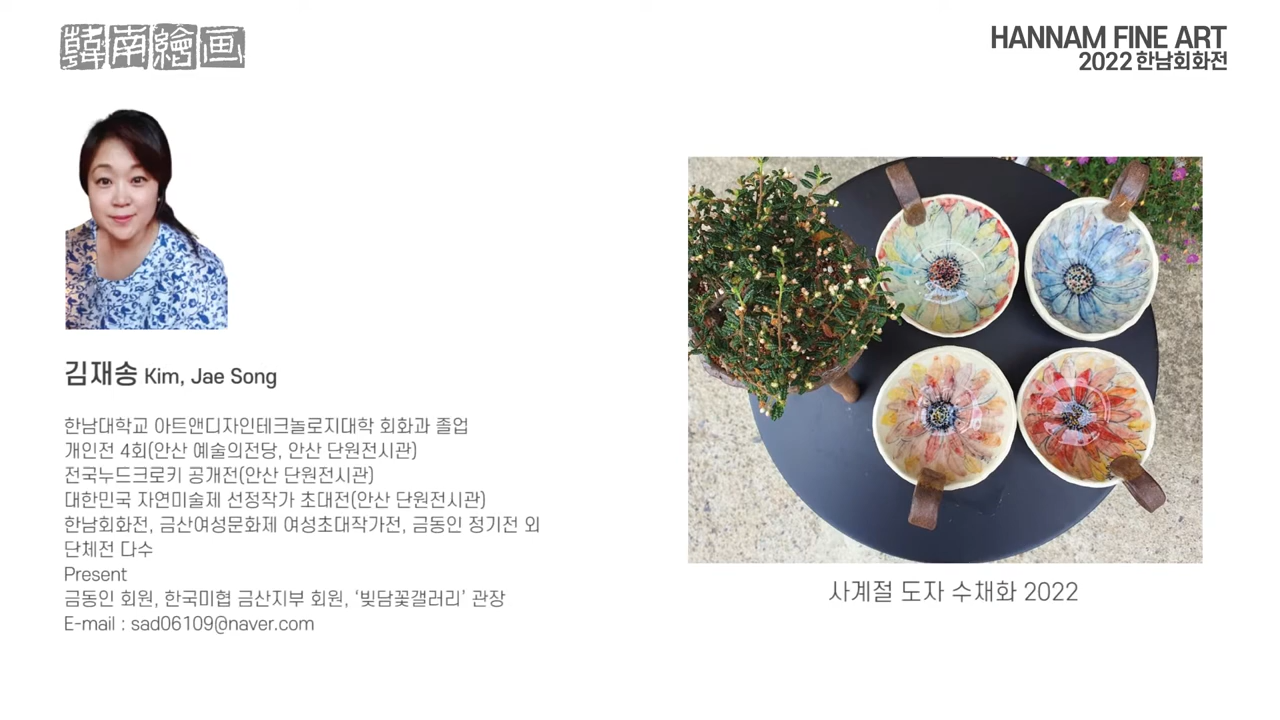 韓南繪画
HANNAM FINE ART
2022 한남회화전
김재송 Kim, Jae Song
한남대학교 아트앤디자인테크놀로지대학 회화과 졸업
개인전 4회(안산 예술의전당, 안산 단원전시관)
전국누드크로키 공개전(안산 단원전시관)
대한민국 자연미술제 선정작가 초대전(안산 단원전시관)
한남회화전, 금산여성문화제 여성초대작가전, 금동인 정기전 외
단체전 다수
Present
금동인 회원, 한국미협 금산지부 회원, ‘빛담꽃갤러리’ 관장
E-mail : sad06109@naver.com
사계절 도자 수채화 2022